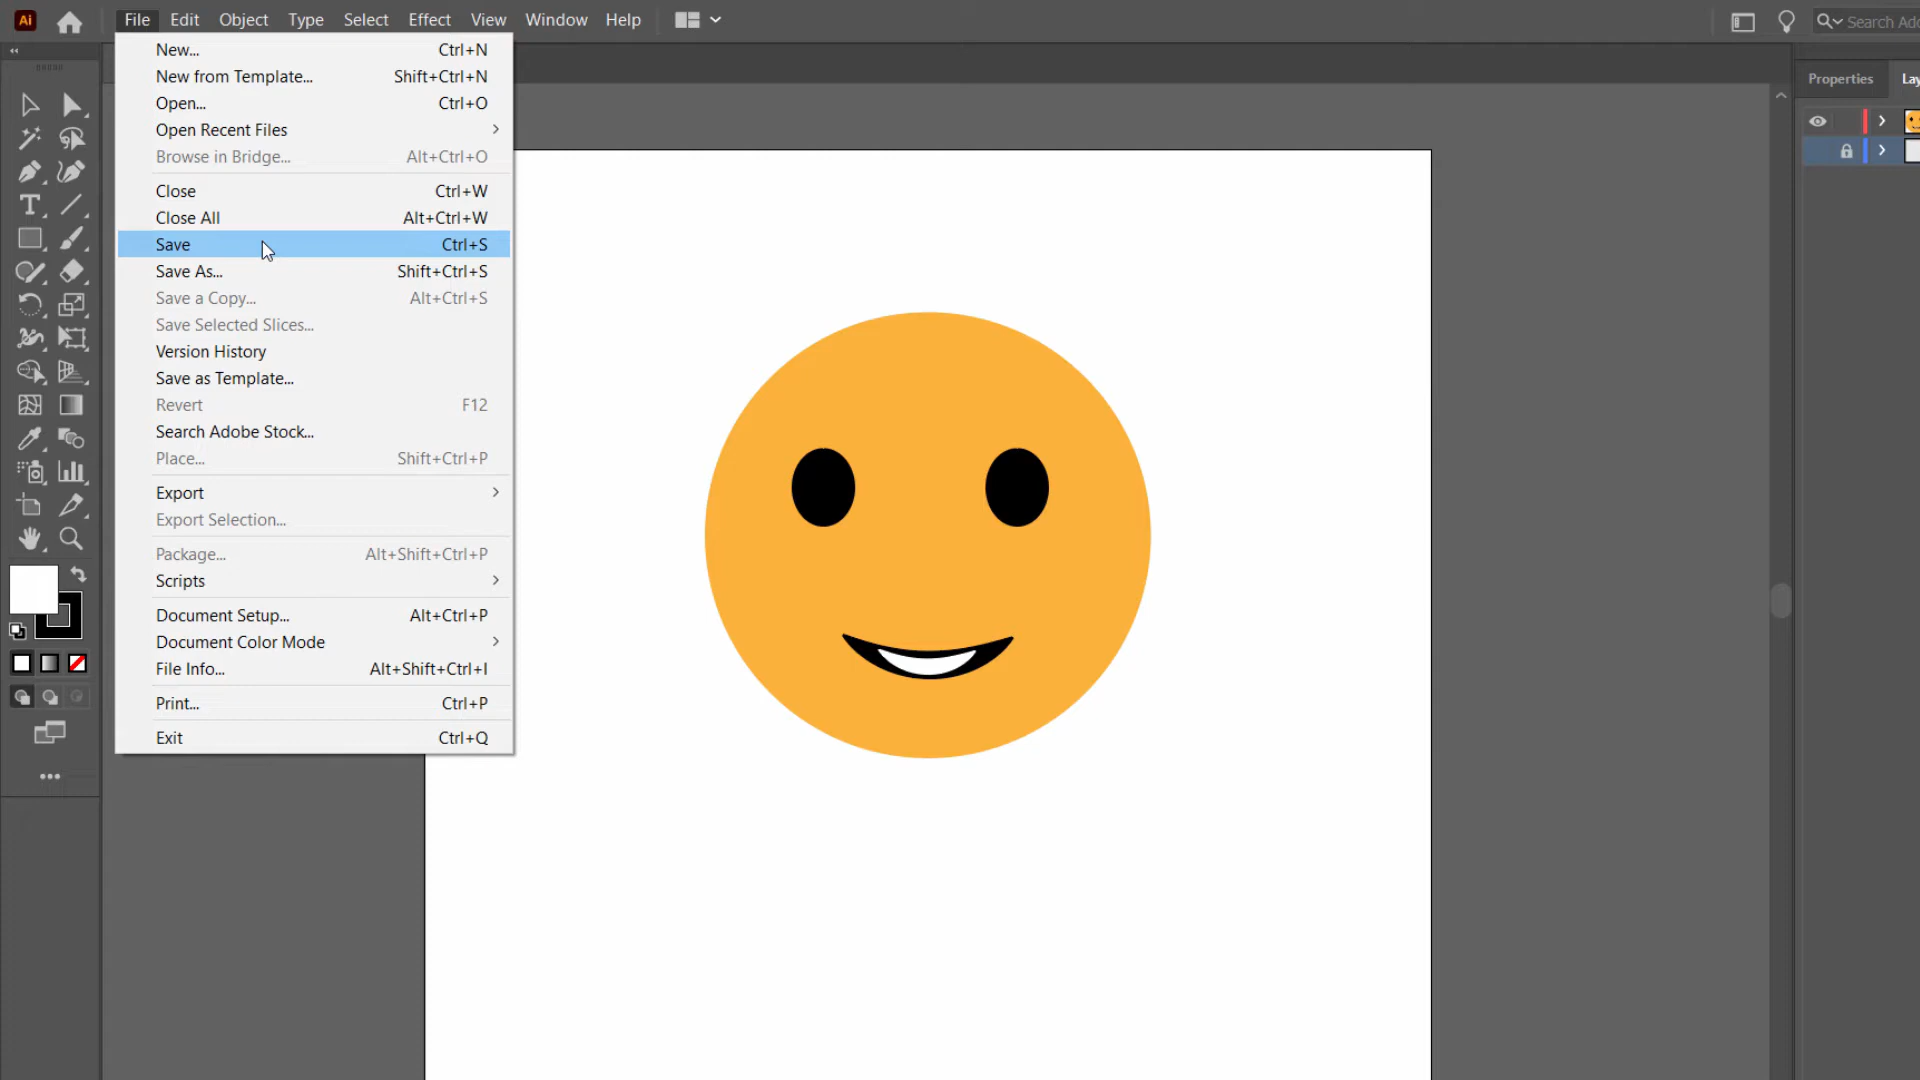 Ai File Edit Object Type Select Effect View Window Help Search Ado
New... Ctrl+N
New from Template... Shift+Ctrl+N
Open... Ctrl+O
Open Recent Files
Browse in Bridge... Alt+Ctrl+O
Close Ctrl+W
Close All Alt+Ctrl+W
Save Ctrl+S
Save As... Shift+Ctrl+S
Save a Copy... Alt+Ctrl+S
Save Selected Slices...
Version History
Save as Template...
Revert F12
Search Adobe Stock...
Place... Shift+Ctrl+P
Export
Export Selection...
Package... Alt+Shift+Ctrl+P
Scripts
Document Setup... Alt+Ctrl+P
Document Color Mode
File Info... Alt+Shift+Ctrl+I
Print... Ctrl+P
Exit Ctrl+Q
Properties Lay